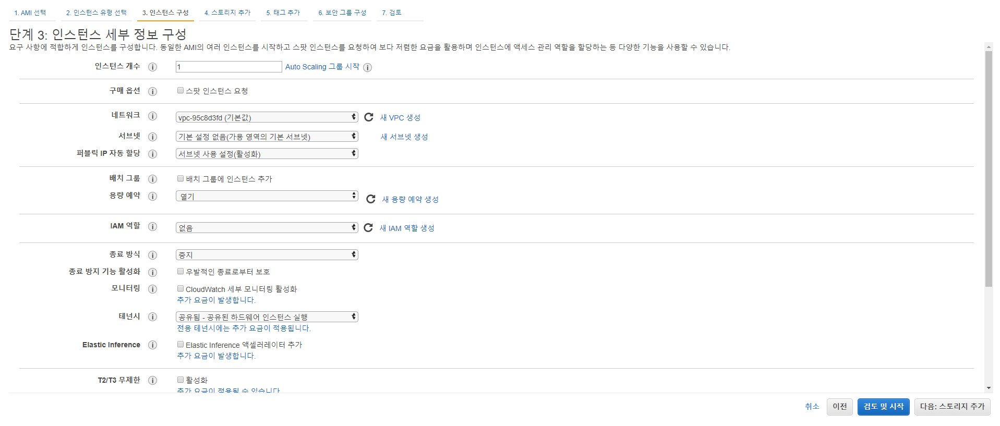 1. AMI 선택 2. 인스턴스 유형 선택 3. 인스턴스 구성 4. 스토리지 추가 5. 태그 추가 6. 보안 그룹 구성 7. 검토
단계 3: 인스턴스 세부 정보 구성
요구 사항에 적합하게 인스턴스를 구성합니다. 동일한 AMI의 여러 인스턴스를 시작하고 스팟 인스턴스를 요청하여 보다 저렴한 요금을 활용하며 인스턴스에 액세스 관리 역할을 할당하는 등 다양한 기능을 사용할 수 있습니다.
인스턴스 개수 i 1 Auto Scaling 그룹 시작 i
구매 옵션 i 스팟 인스턴스 요청
네트워크 i vpc-95c8d3fd (기본값) 새 VPC 생성
서브넷 i 기본 설정 없음(가용 영역의 기본 서브넷) 새 서브넷 생성
퍼블릭 IP 자동 할당 i 서브넷 사용 설정(활성화)
배치 그룹 i 배치 그룹에 인스턴스 추가
용량 예약 i 열기 새 용량 예약 생성
IAM 역할 i 없음 새 IAM 역할 생성
종료 방식 i 중지
종료 방지 기능 활성화 i 우발적인 종료로부터 보호
모니터링 i CloudWatch 세부 모니터링 활성화
추가 요금이 발생합니다.
테넌시 i 공유됨 - 공유된 하드웨어 인스턴스 실행
전용 테넌시에는 추가 요금이 적용됩니다.
Elastic Inference i Elastic Inference 액셀러레이터 추가
추가 요금이 발생합니다.
T2/T3 무제한 i 활성화
추가 요금이 적용될 수 있습니다
취소 이전 검토 및 시작 다음: 스토리지 추가